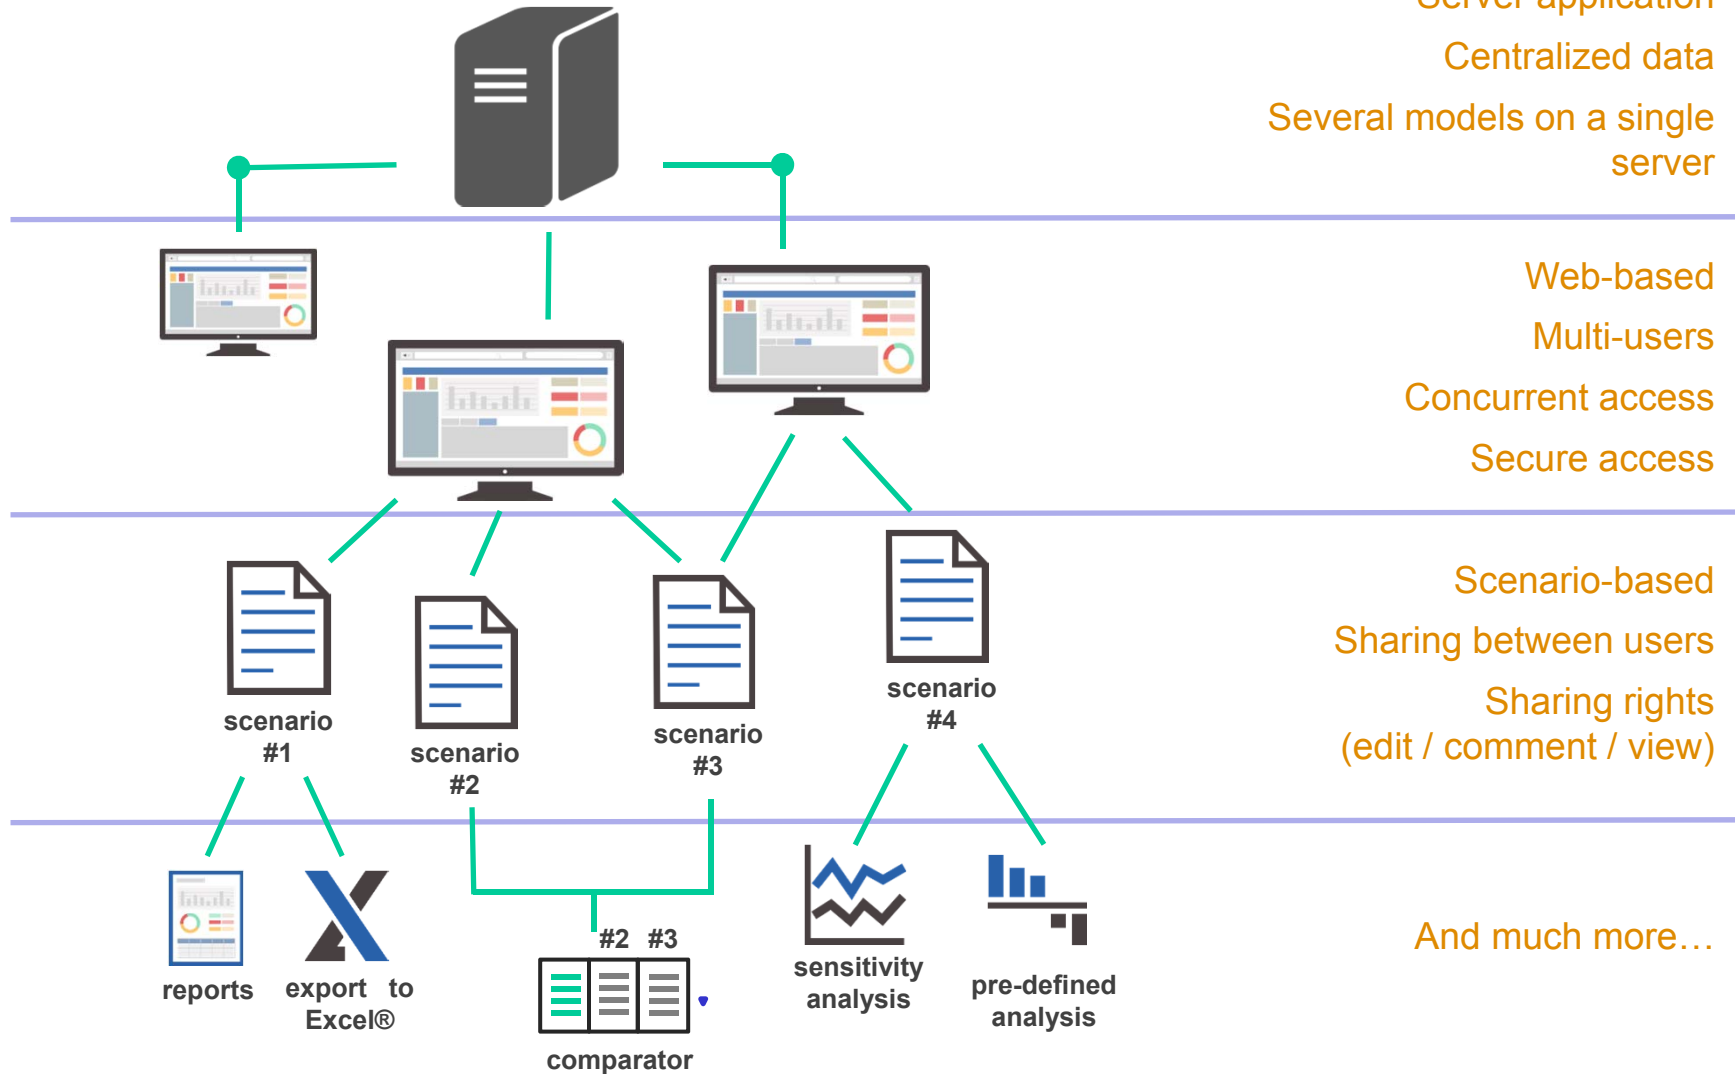 Server application
Centralized data
Several models on a single
server
Web-based
Multi-users
Concurrent access
Secure access
Scenario-based
Sharing between users
Sharing rights
(edit / comment / view)
scenario
#1
scenario
#2
scenario
#3
scenario
#4
reports
export to
Excel®
#2 #3
comparator
sensitivity
analysis
pre-defined
analysis
And much more…